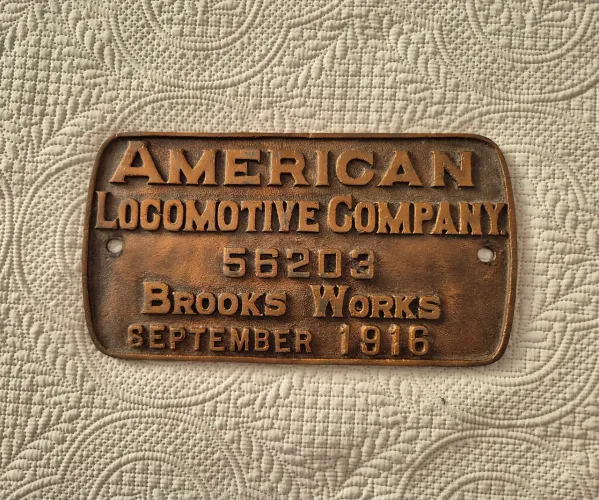 AMERICAN
LOCOMOTIVE COMPANY.
56203
BROOKS WORKS
SEPTEMBER 1916